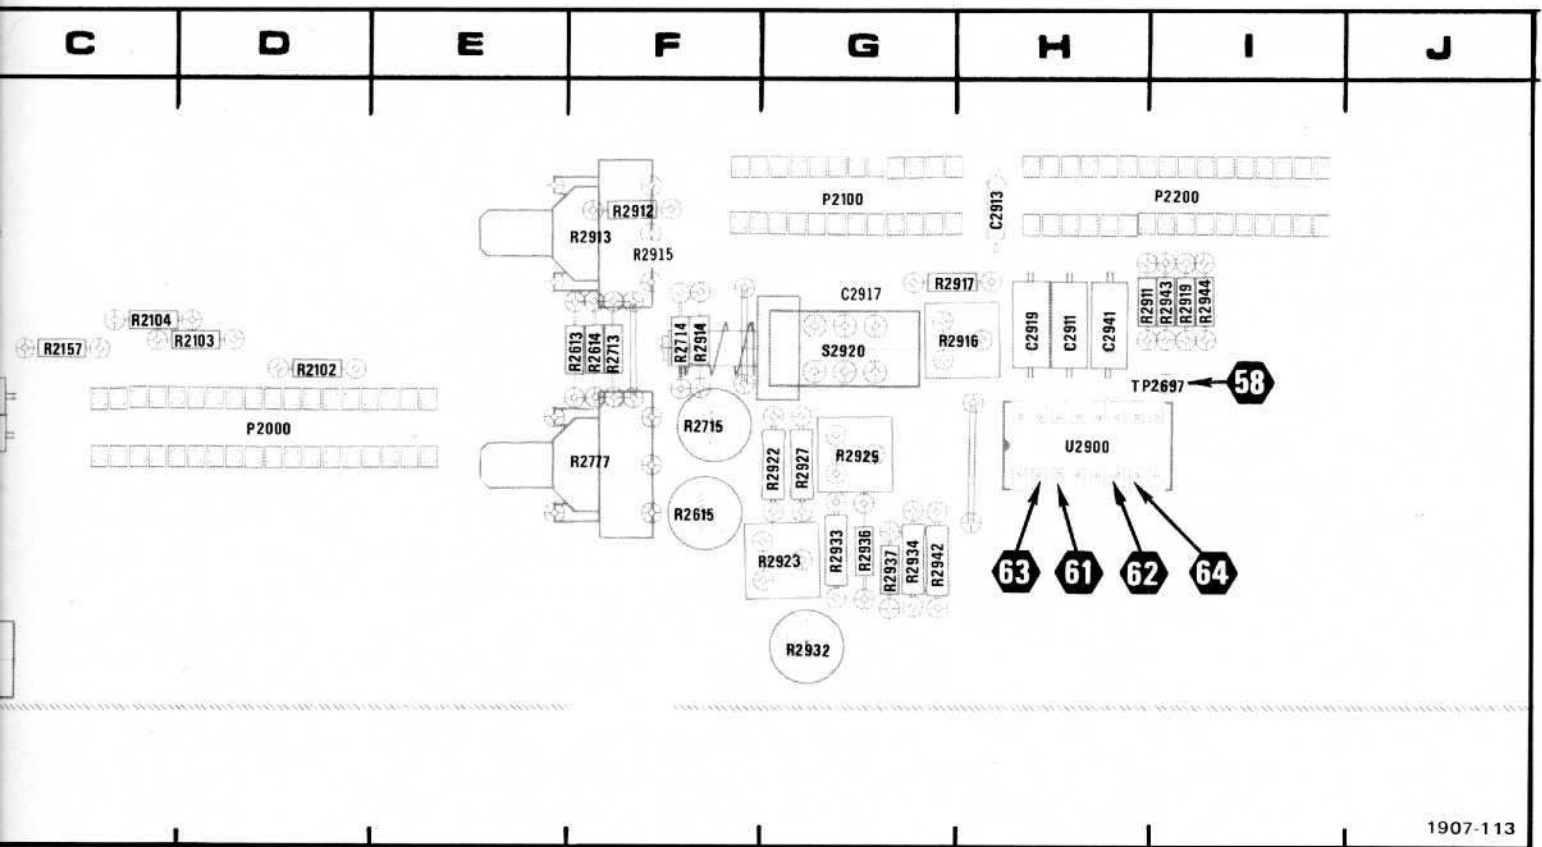 C D E F G H I J
P2100 C2913 P2200
R2912
R2913
R2915
R2917
C2917
R2911 R2943 R2919 R2944
R2104
R2103
R2157
R2102
R2613 R2614 R2713
R2714 R2914
S2920
R2916
C2919 C2911 C2941
TP2697 58
P2000
R2715
R2777
R2922 R2927
R2925
U2900
R2615
R2923
R2933 R2936 R2937 R2934 R2942
63 61 62 64
R2932
1907-113